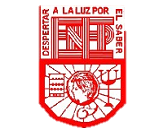 DESPERTAR A LA LUZ POR EL SABER
ENP